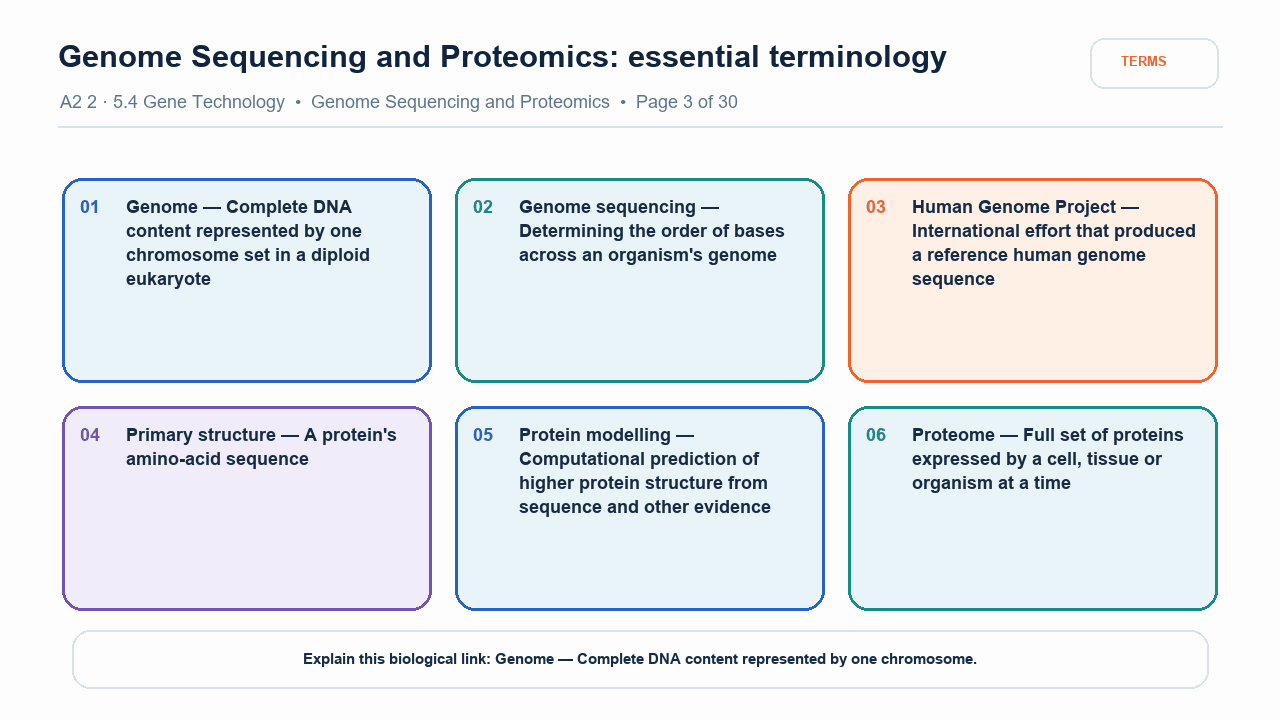 Genome Sequencing and Proteomics: essential terminology
TERMS
A2 2 · 5.4 Gene Technology • Genome Sequencing and Proteomics • Page 3 of 30
01
Genome — Complete DNA
content represented by one
chromosome set in a diploid
eukaryote
02
Genome sequencing —
Determining the order of bases
across an organism's genome
03
Human Genome Project —
International effort that produced
a reference human genome
sequence
04
Primary structure — A protein's
amino-acid sequence
05
Protein modelling —
Computational prediction of
higher protein structure from
sequence and other evidence
06
Proteome — Full set of proteins
expressed by a cell, tissue or
organism at a time
Explain this biological link: Genome — Complete DNA content represented by one chromosome.